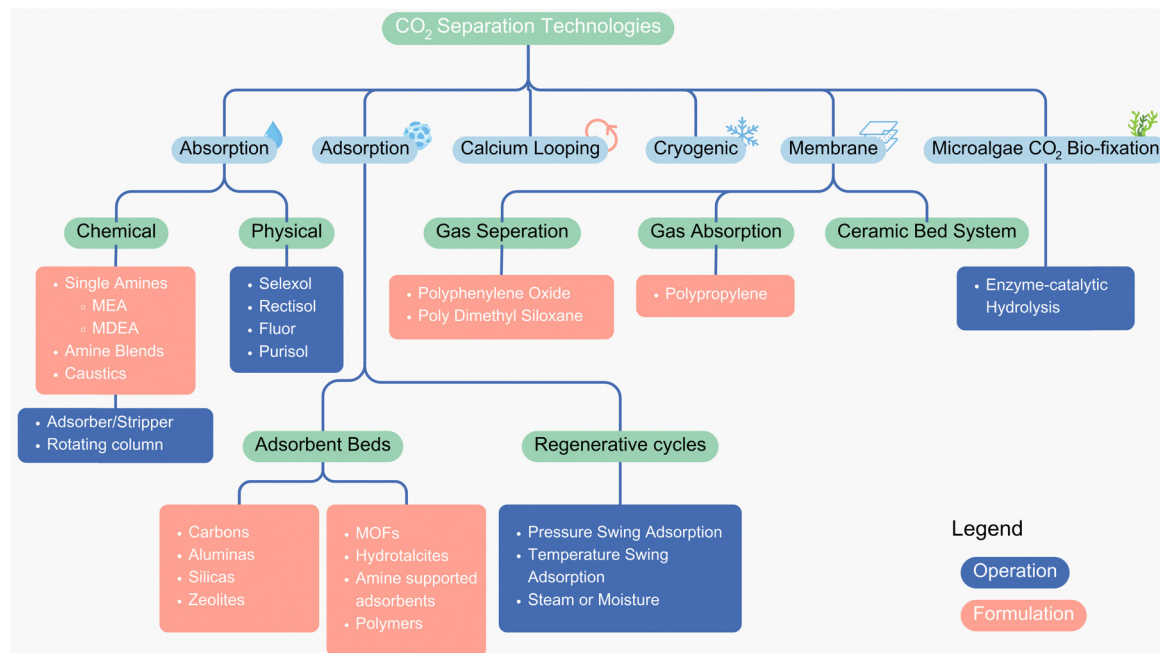 CO₂ Separation Technologies
Absorption
Adsorption
Calcium Looping
Cryogenic
Membrane
Microalgae CO₂ Bio-fixation
Chemical
Physical
Gas Seperation
Gas Absorption
Ceramic Bed System
• Single Amines
◦ MEA
◦ MDEA
• Amine Blends
• Caustics
• Selexol
• Rectisol
• Fluor
• Purisol
• Polyphenylene Oxide
• Poly Dimethyl Siloxane
• Polypropylene
• Enzyme-catalytic
Hydrolysis
• Adsorber/Stripper
• Rotating column
Adsorbent Beds
Regenerative cycles
• Carbons
• Aluminas
• Silicas
• Zeolites
• MOFs
• Hydrotalcites
• Amine supported
adsorbents
• Polymers
• Pressure Swing Adsorption
• Temperature Swing
Adsorption
• Steam or Moisture
Legend
Operation
Formulation